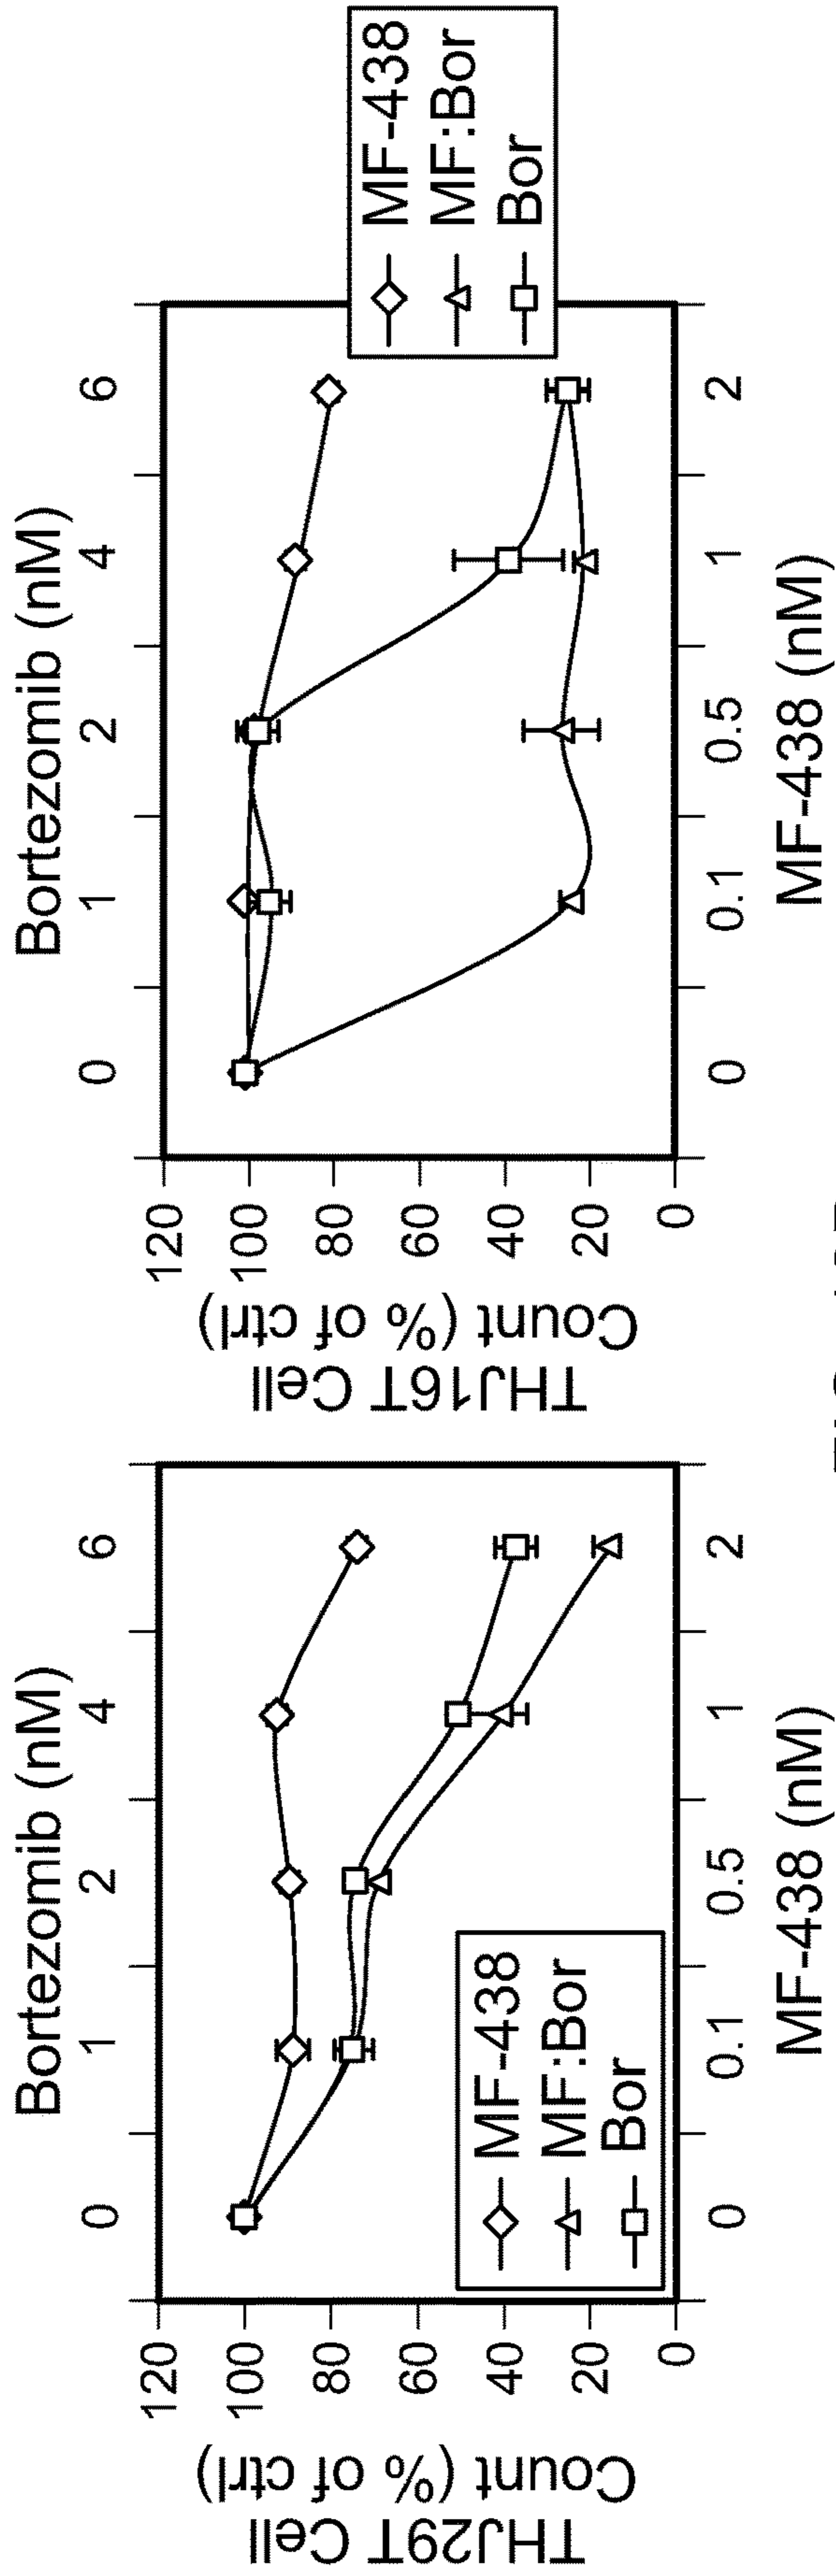 Bortezomib (nM)
0 1 2 4 6
120
100
80
60
40
20
0
THJ29T Cell
Count (% of ctrl)
MF-438
MF:Bor
Bor
0 0.1 0.5 1 2
MF-438 (nM)
Bortezomib (nM)
0 1 2 4 6
120
100
80
60
40
20
0
THJ16T Cell
Count (% of ctrl)
MF-438
MF:Bor
Bor
0 0.1 0.5 1 2
MF-438 (nM)